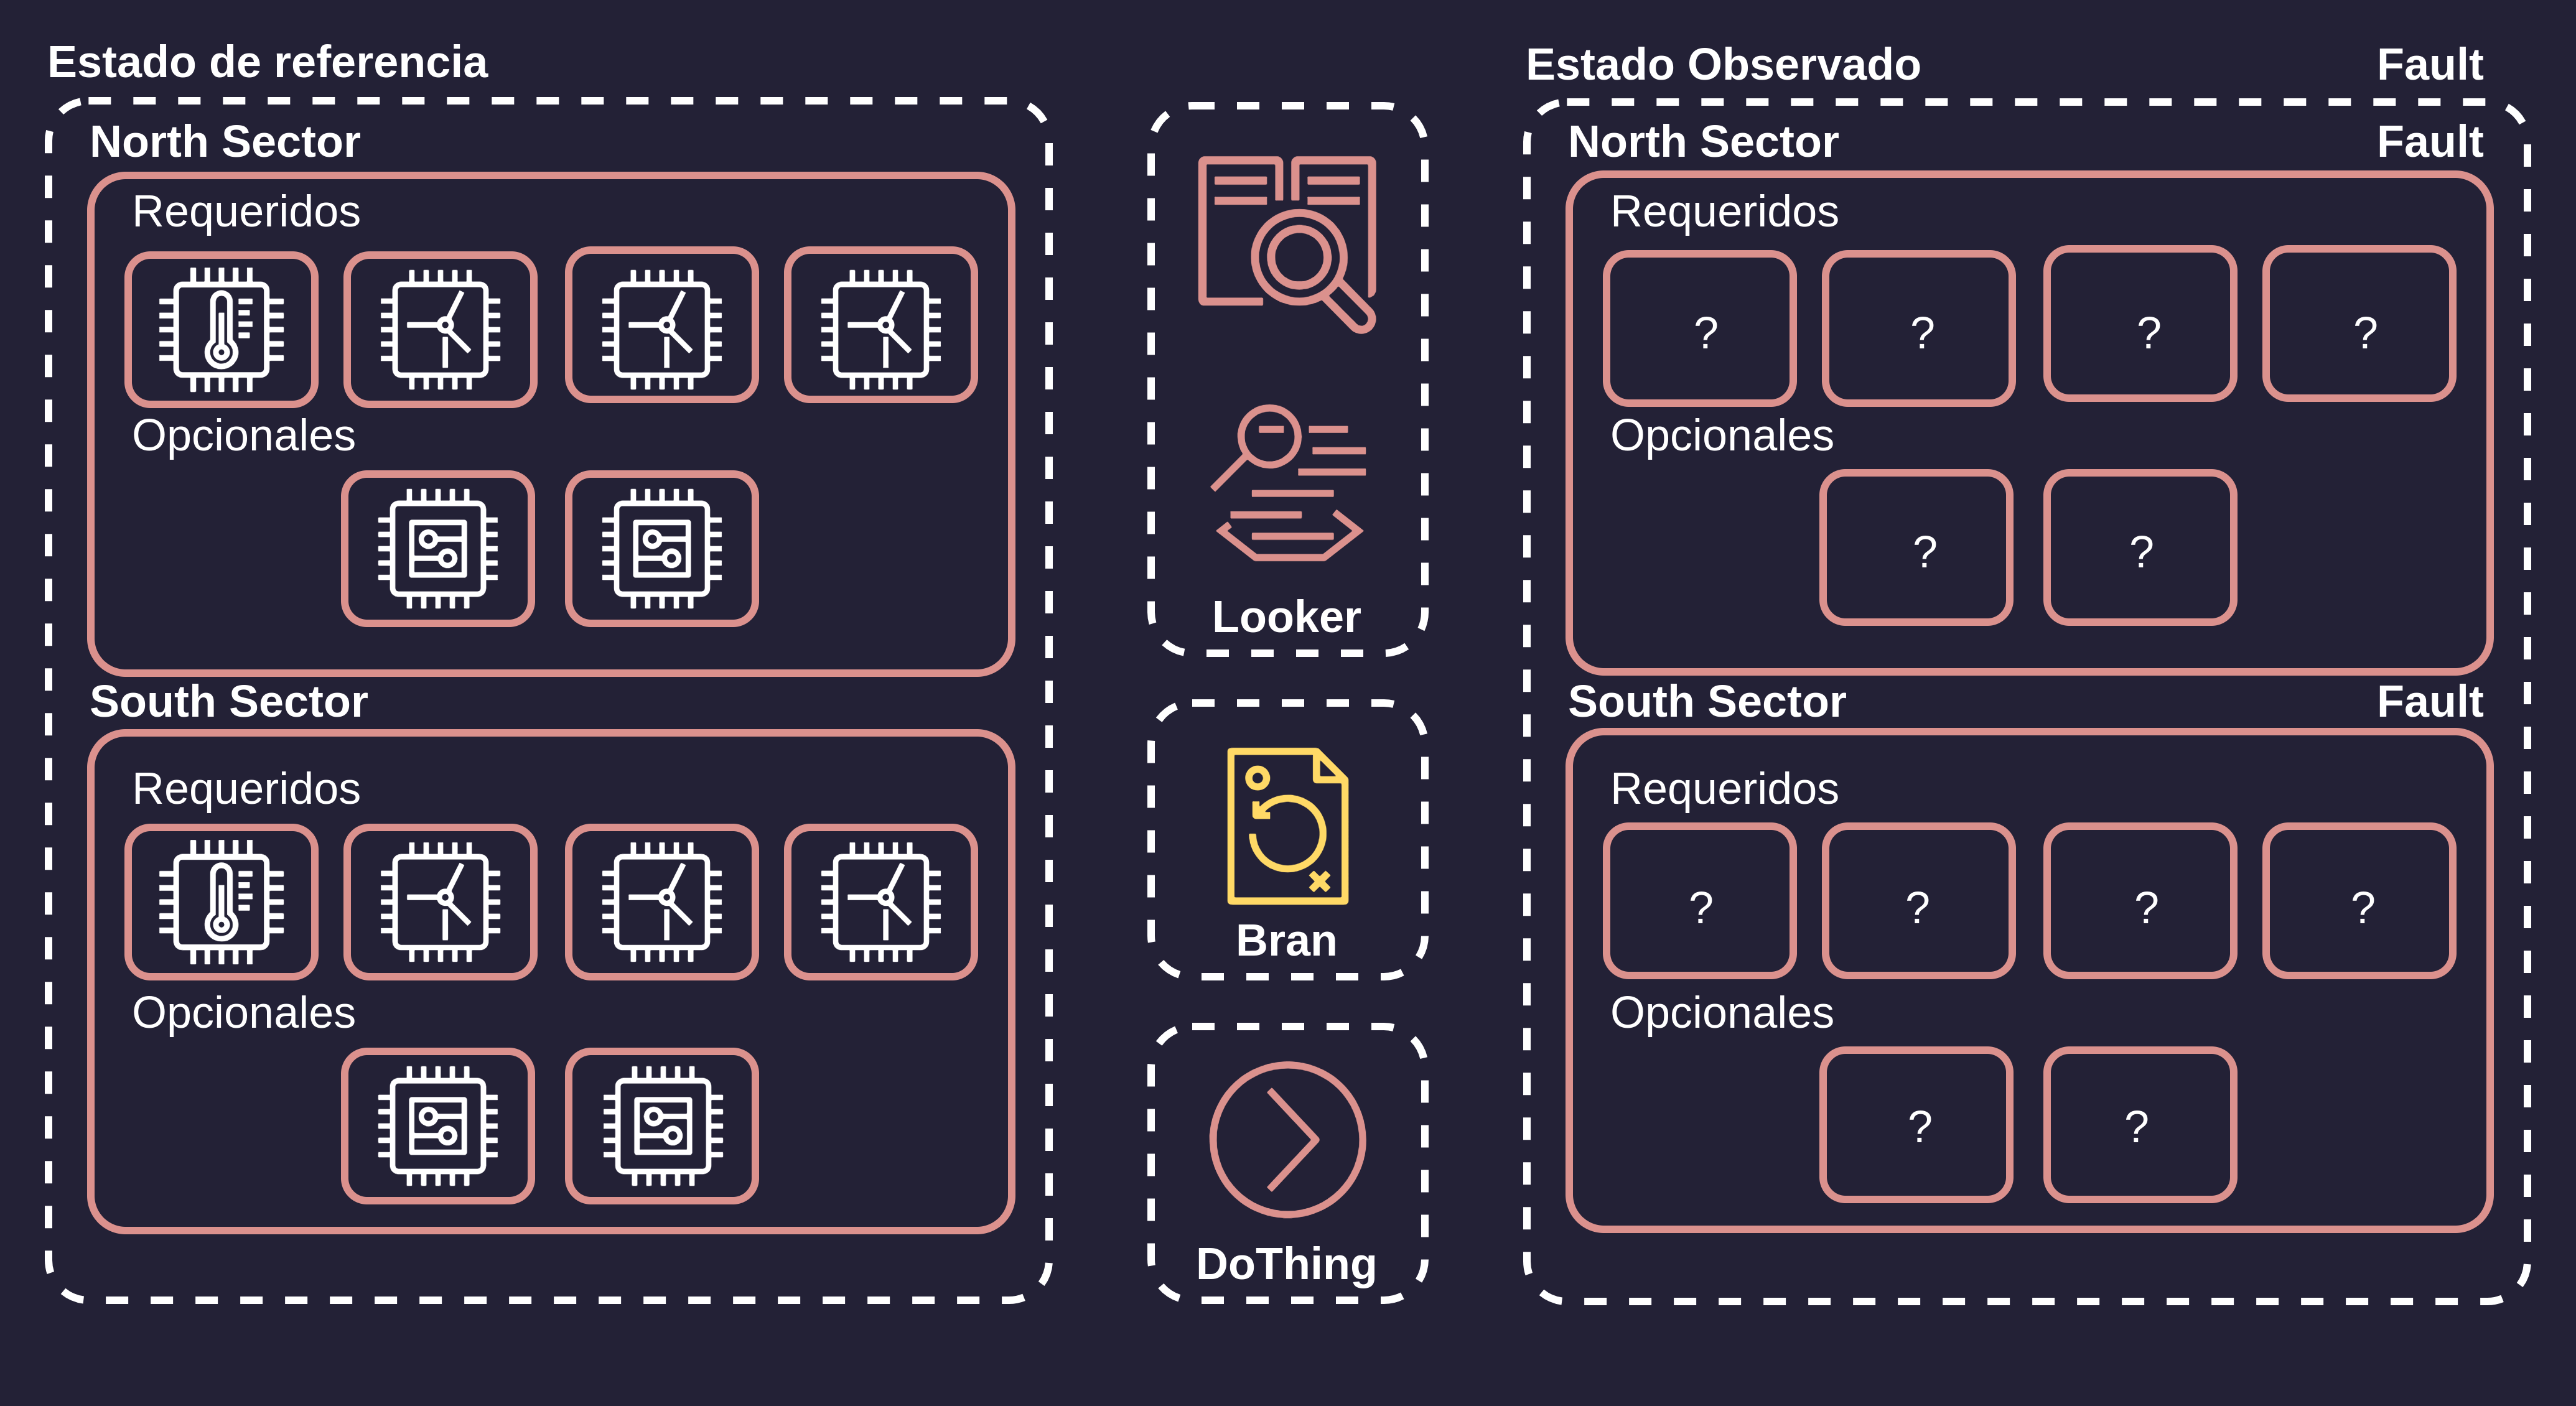 Estado de referencia
North Sector
Requeridos
Opcionales
South Sector
Requeridos
Opcionales
Looker
Bran
DoThing
Estado Observado Fault
North Sector Fault
Requeridos
? ? ? ?
Opcionales
? ?
South Sector Fault
Requeridos
? ? ? ?
Opcionales
? ?